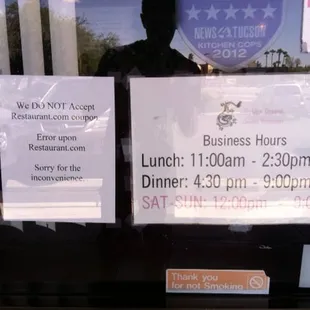 NEWS 4 TUCSON
KITCHEN COPS
2012
We DO NOT Accept
Restaurant.com coupon
Error upon
Restaurant.com
Sorry for the
inconvenience.
Business Hours
Lunch: 11:00am - 2:30pm
Dinner: 4:30 pm - 9:00pm
SAT-SUN: 12:00pm -
Thank you
for not Smoking